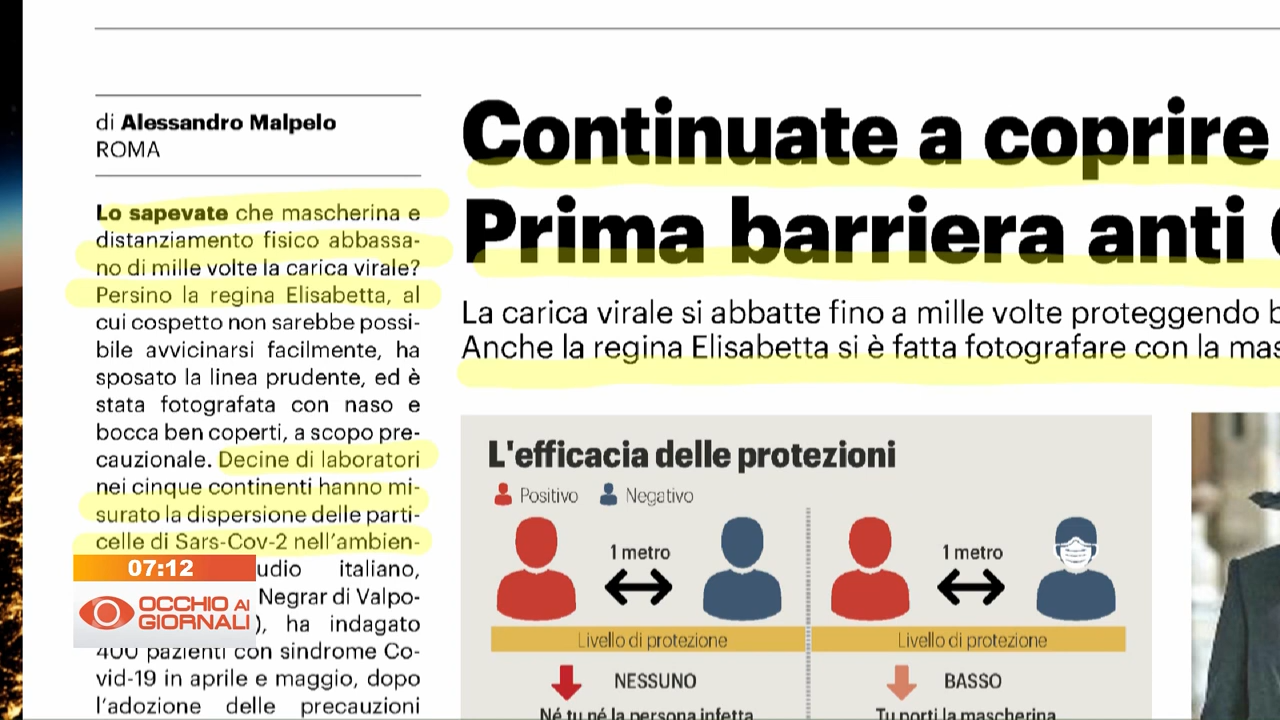 di Alessandro Malpelo
ROMA
Lo sapevate che mascherina e
distanziamento fisico abbassa-
no di mille volte la carica virale?
Persino la regina Elisabetta, al
cui cospetto non sarebbe possi-
bile avvicinarsi facilmente, ha
sposato la linea prudente, ed è
stata fotografata con naso e
bocca ben coperti, a scopo pre-
cauzionale. Decine di laboratori
nei cinque continenti hanno mi-
surato la dispersione delle parti-
celle di Sars-Cov-2 nell'ambien-
udio italiano,
Negrar di Valpo-
), ha indagato
400 pazienti con sindrome Co-
vid-19 in aprile e maggio, dopo
l'adozione delle precauzioni
07:12
OCCHIO AI
GIORNALI
Continuate a coprire
Prima barriera anti
La carica virale si abbatte fino a mille volte proteggendo b
Anche la regina Elisabetta si è fatta fotografare con la mas
L'efficacia delle protezioni
Positivo Negativo
1 metro 1 metro
Livello di protezione Livello di protezione
NESSUNO BASSO
Né tu né la persona infetta Tu porti la mascherina